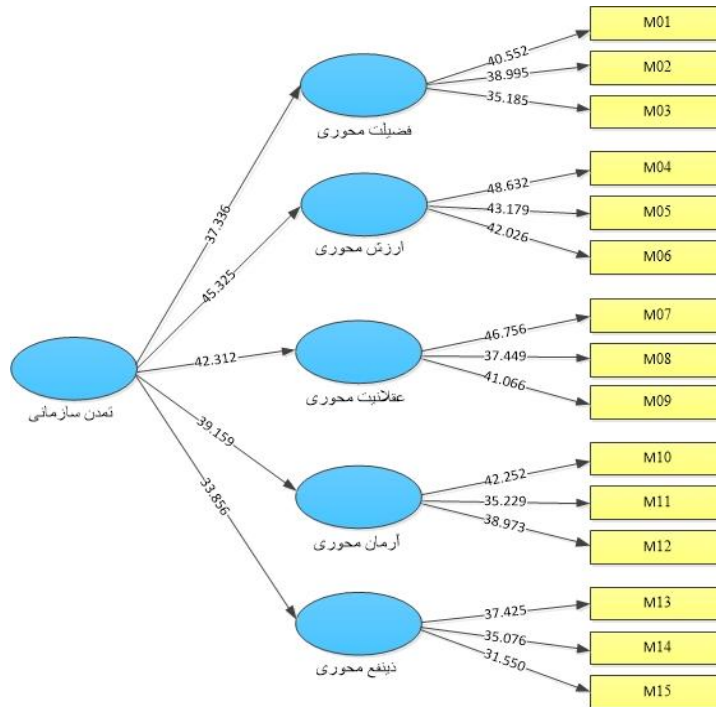 M01
40.552
38.995
M02
35.185
M03
فضیلت محوری
37.336
M04
48.632
43.179
M05
42.026
M06
ارزش محوری
45.325
M07
46.756
37.449
M08
41.066
M09
عقلانیت محوری
42.312
تمدن سازمانی
39.159
M10
42.252
35.229
M11
38.973
M12
آرمان محوری
33.856
M13
37.425
35.076
M14
31.550
M15
ذینفع محوری